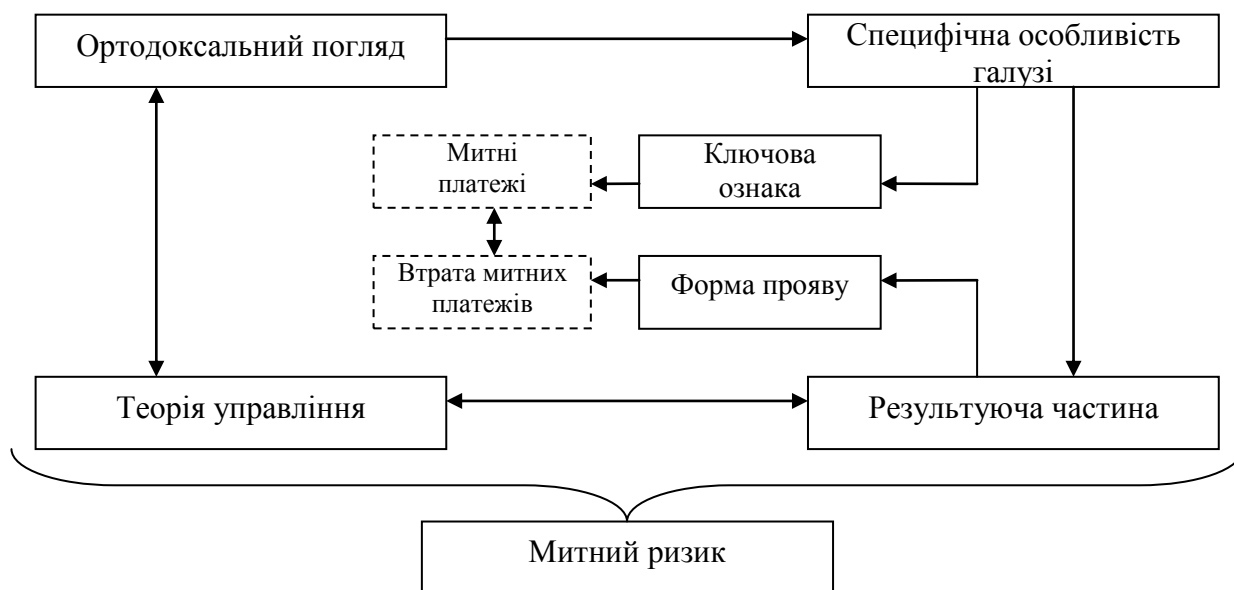 Ортодоксальний погляд
Специфічна особливість
галузі
Митні
платежі
Ключова
ознака
Втрата митних
платежів
Форма прояву
Теорія управління
Результуюча частина
Митний ризик